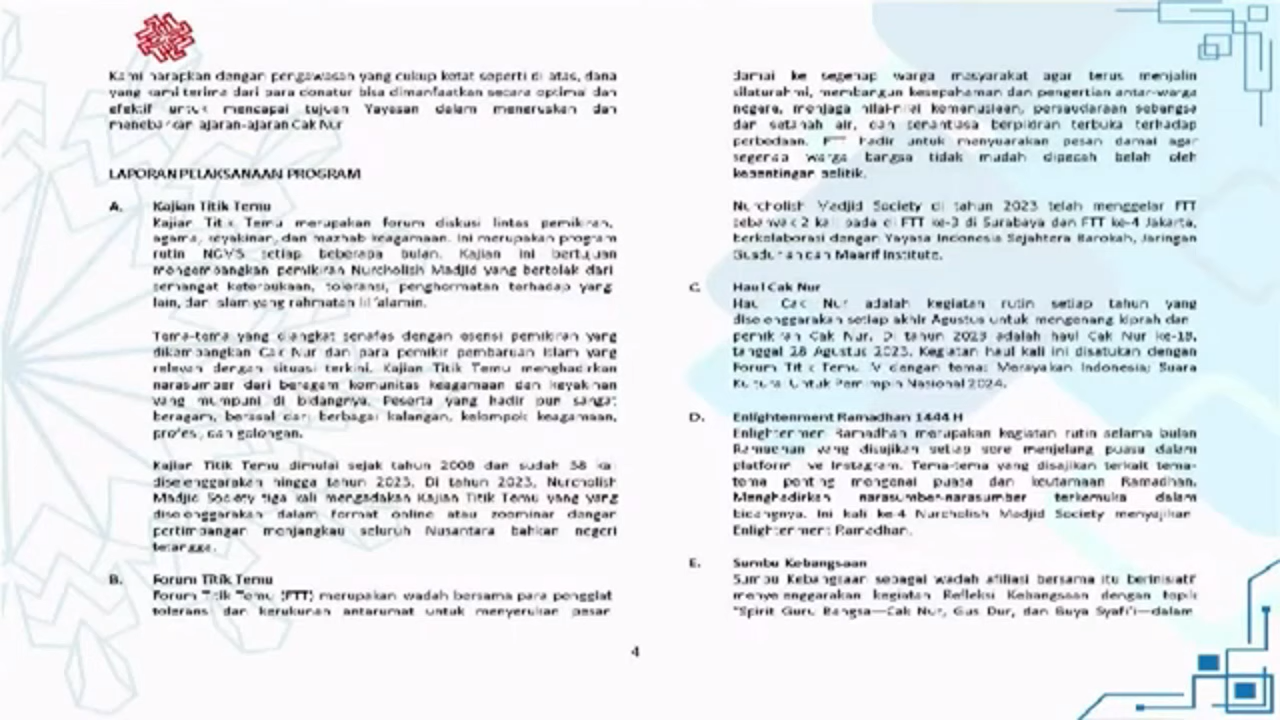 Kami harapkan dengan pengawasan yang cukup ketat seperti di atas, dana
yang kami terima dari para donatur bisa dimanfaatkan secara optimal dan
efektif untuk mencapai tujuan Yayasan dalam meneruskan dan
menebarkan ajaran-ajaran Cak Nur
LAPORAN PELAKSANAAN PROGRAM
A. Kajian Titik Temu
Kajian Titik Temu merupakan forum diskusi lintas pemikiran,
agama, keyakinan, dan mazhab keagamaan. Ini merupakan program
rutin NCMS setiap beberapa bulan. Kajian ini bertujuan
mengembangkan pemikiran Nurcholish Madjid yang bertolak dari
semangat keterbukaan, toleransi, penghormatan terhadap yang
lain, dan Islam yang rahmatan lil 'alamin.
Tema-tema yang diangkat senafas dengan esensi pemikiran yang
dikembangkan Cak Nur dan para pemikir pembaruan Islam yang
relevan dengan situasi terkini. Kajian Titik Temu menghadirkan
narasumber dari beragam komunitas keagamaan dan keyakinan
yang mumpuni di bidangnya. Peserta yang hadir pun sangat
beragam, berasal dari berbagai kalangan, kelompok keagamaan,
profesi, dan golongan.
Kajian Titik Temu dimulai sejak tahun 2008 dan sudah kali
diselenggarakan hingga tahun 2023. Di tahun 2023, Nurcholish
Madjid Society tiga kali mengadakan Kajian Titik Temu yang yang
diselenggarakan dalam format online atau zoominar dengan
pertimbangan menjangkau seluruh Nusantara bahkan negeri
tetangga.
B. Forum Titik Temu
Forum Titik Temu (FTT) merupakan wadah bersama para penggiat
toleransi dan kerukunan antarumat untuk menyerukan pesan
damai ke segenap warga masyarakat agar terus menjalin
silaturahmi, membangun kesepahaman dan pengertian antar-warga
negara, menjaga nilai-nilai kemanusiaan, persaudaraan sebangsa
dan setanah air, dan senantiasa berpikiran terbuka terhadap
perbedaan. FTT hadir untuk menyuarakan pesan damai agar
segenap warga bangsa tidak mudah dipecah belah oleh
kepentingan politik.
Nurcholish Madjid Society di tahun 2023 telah menggelar FTT
sebanyak 2 kali pada di FTT ke-3 di Surabaya dan FTT ke-4 Jakarta,
berkolaborasi dengan Yayasa Indonesia Sejahtera Barokah, Jaringan
Gusdurian dan Maarif Institute.
C. Haul Cak Nur
Haul Cak Nur adalah kegiatan rutin setiap tahun yang
diselenggarakan setiap akhir Agustus untuk mengenang kiprah dan
pemikiran Cak Nur. Di tahun 2023 adalah haul Cak Nur ke-18,
tanggal 28 Agustus 2023. Kegiatan haul kali ini disatukan dengan
Forum Titik Temu IV dengan tema: Merayakan Indonesia; Suara
Kultural Untuk Pemimpin Nasional 2024.
D. Enlightenment Ramadhan 1444 H
Enlightenmen Ramadhan merupakan kegiatan rutin selama bulan
Ramadhan yang disajikan setiap sore menjelang puasa dalam
platform live Instagram. Tema-tema yang disajikan terkait tema-
tema penting mengenai puasa dan keutamaan Ramadhan.
Menghadirkan narasumber-narasumber terkemuka dalam
bidangnya. Ini kali ke-4 Nurcholish Madjid Society menyajikan
Enlightenment Ramadhan.
E. Sumbu Kebangsaan
Sumbu Kebangsaan sebagai wadah afiliasi bersama itu berinisiatif
menyelenggarakan kegiatan Refleksi Kebangsaan dengan topik
"Spirit Guru Bangsa—Cak Nur, Gus Dur, dan Buya Syafi'i—dalam
4